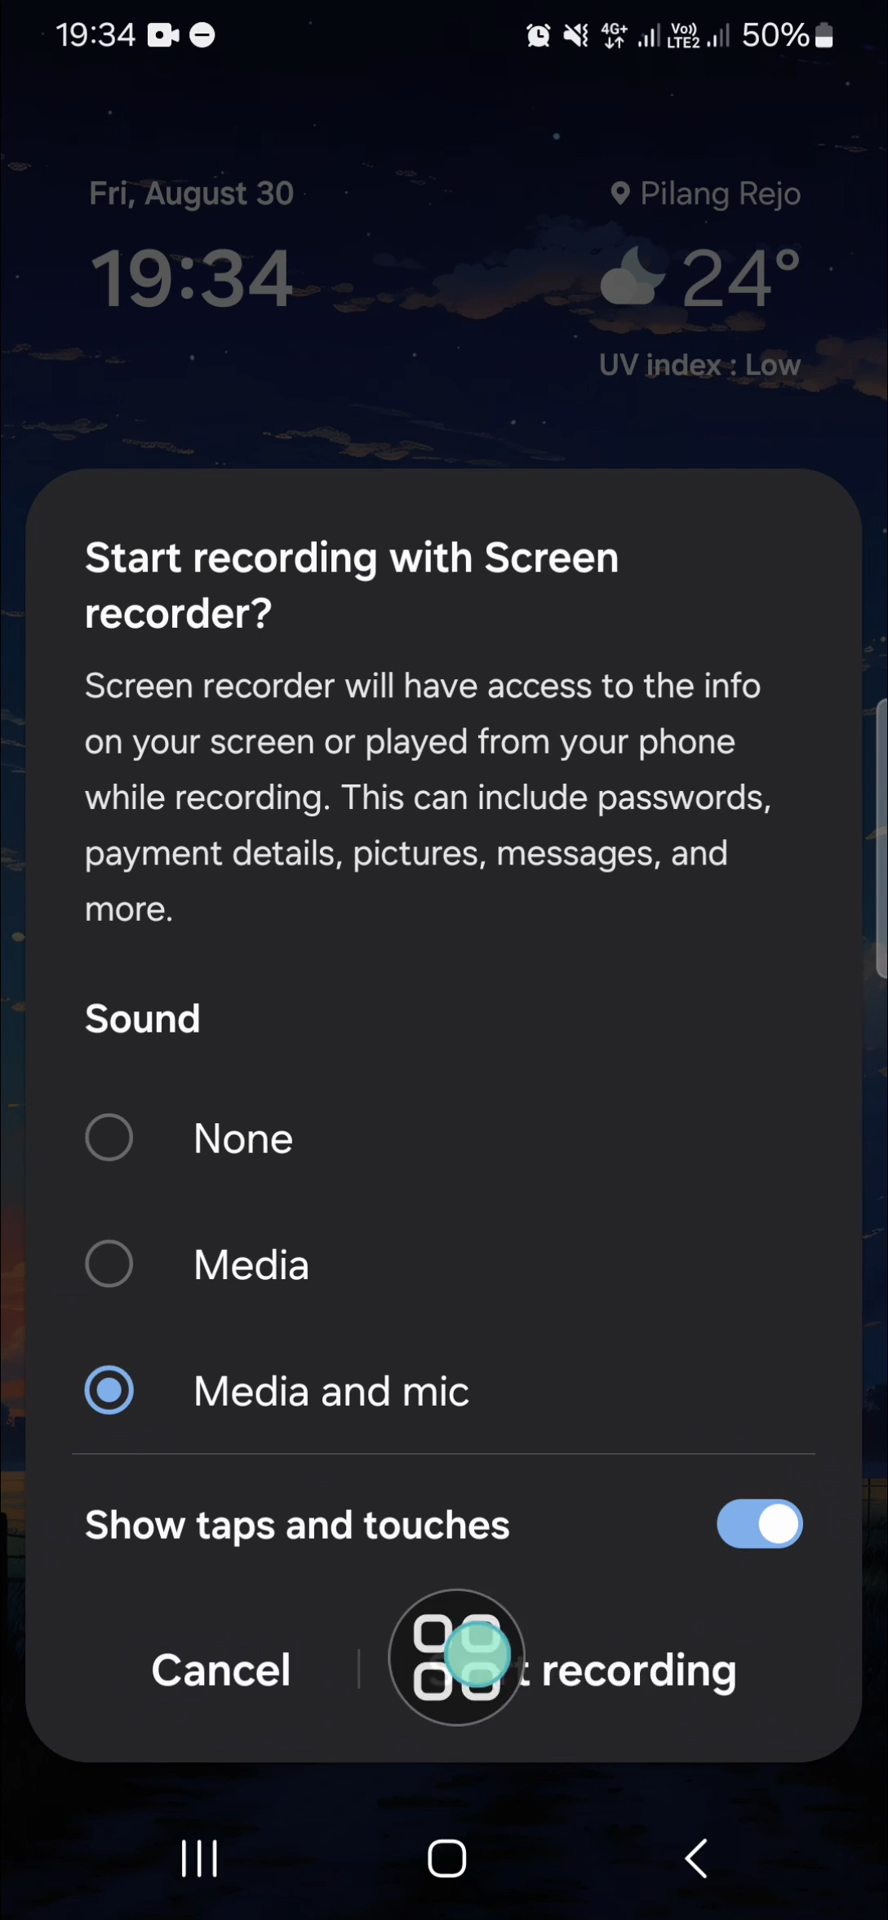 19:34
4G+
Vo))
LTE2
50%
Fri, August 30
Pilang Rejo
19:34
24°
UV index : Low
Start recording with Screen
recorder?
Screen recorder will have access to the info
on your screen or played from your phone
while recording. This can include passwords,
payment details, pictures, messages, and
more.
Sound
None
Media
Media and mic
Show taps and touches
Cancel
recording